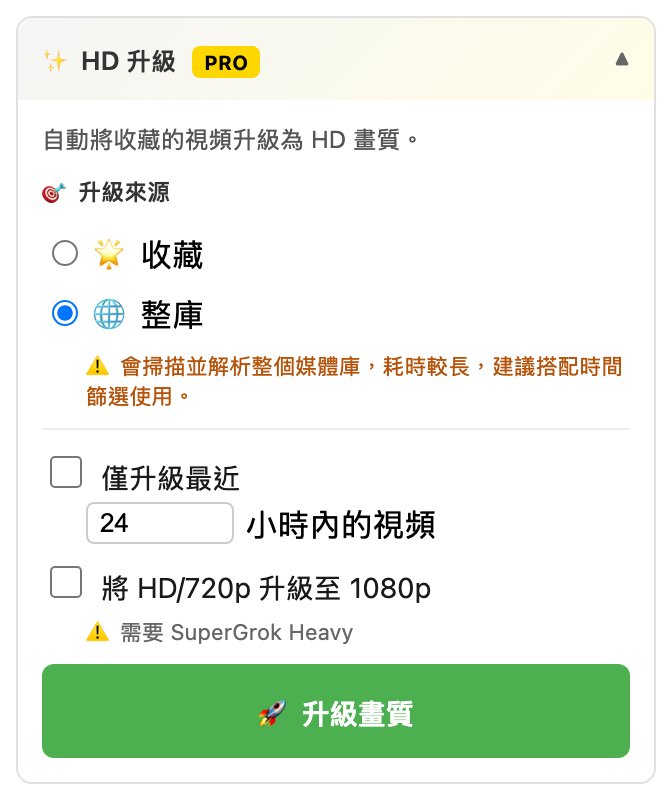 HD 升級 PRO
自動將收藏的視頻升級為 HD 畫質。
升級來源
收藏
整庫
會掃描並解析整個媒體庫，耗時較長，建議搭配時間
篩選使用。
僅升級最近
24 小時內的視頻
將 HD/720p 升級至 1080p
需要 SuperGrok Heavy
升級畫質